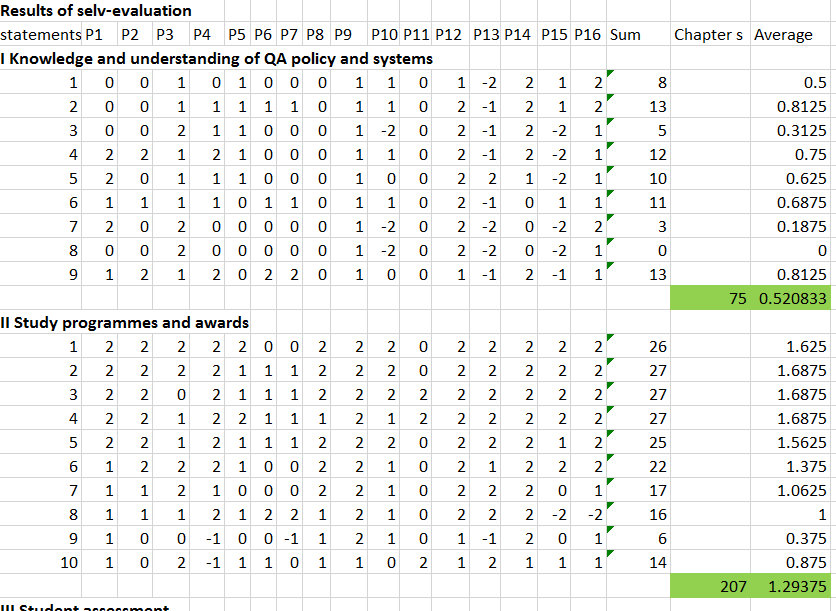 Results of selv-evaluation
statements P1 P2 P3 P4 P5 P6 P7 P8 P9 P10 P11 P12 P13 P14 P15 P16 Sum Chapter s Average
I Knowledge and understanding of QA policy and systems
1 0 0 1 0 1 0 0 0 1 1 0 1 -2 2 1 2 8 0.5
2 0 0 1 1 1 1 1 0 1 1 0 2 -1 2 1 2 13 0.8125
3 0 0 2 1 1 0 0 0 1 -2 0 2 -1 2 -2 1 5 0.3125
4 2 2 1 2 1 0 0 0 1 1 0 2 -1 2 -2 1 12 0.75
5 2 0 1 1 1 0 0 0 1 0 0 2 2 1 -2 1 10 0.625
6 1 1 1 1 0 1 1 0 1 1 0 2 -1 0 1 1 11 0.6875
7 2 0 2 0 0 0 0 0 1 -2 0 2 -2 0 -2 2 3 0.1875
8 0 0 2 0 0 0 0 0 1 -2 0 2 -2 0 -2 1 0 0
9 1 2 1 2 0 2 2 0 1 0 0 1 -1 2 -1 1 13 0.8125
75 0.520833
II Study programmes and awards
1 2 2 2 2 2 0 0 2 2 2 0 2 2 2 2 2 26 1.625
2 2 2 2 2 1 1 1 2 2 2 0 2 2 2 2 2 27 1.6875
3 2 2 0 2 1 1 1 2 2 2 2 2 2 2 2 2 27 1.6875
4 2 2 1 2 2 1 1 1 2 1 2 2 2 2 2 2 27 1.6875
5 2 2 1 2 1 1 1 2 2 2 0 2 2 2 1 2 25 1.5625
6 1 2 2 2 1 0 0 2 2 1 0 2 1 2 2 2 22 1.375
7 1 1 2 1 0 0 0 2 2 1 0 2 2 2 0 1 17 1.0625
8 1 1 1 2 1 2 2 1 2 1 0 2 2 2 -2 -2 16 1
9 1 0 0 -1 0 0 -1 1 2 1 0 1 -1 2 0 1 6 0.375
10 1 0 2 -1 1 1 0 1 1 0 2 1 2 1 1 1 14 0.875
207 1.29375
III Student assessment